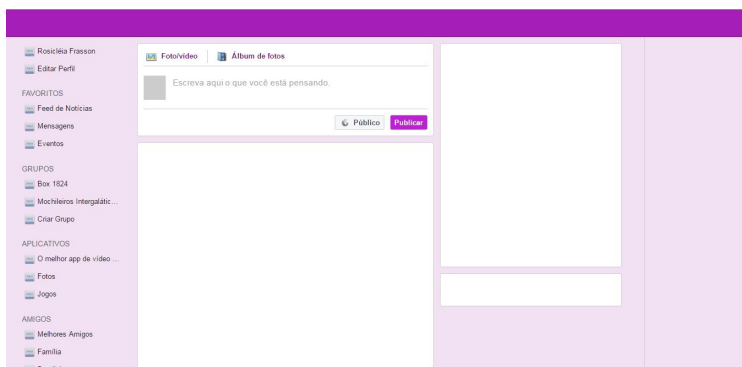 Rosicléia Frasson
Editar Perfil
FAVORITOS
Feed de Notícias
Mensagens
Eventos
GRUPOS
Box 1824
Mochileiros Intergalátic...
Criar Grupo
APLICATIVOS
O melhor app de vídeo ...
Fotos
Jogos
AMIGOS
Melhores Amigos
Família
Foto/vídeo
Álbum de fotos
Escreva aqui o que você está pensando.
Público
Publicar